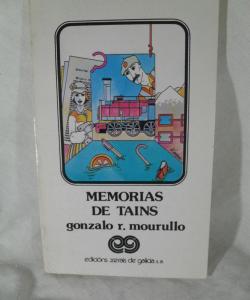 MEMORIAS
DE TAINS
gonzalo r. mourullo
edicións xerais de galicia s.a.